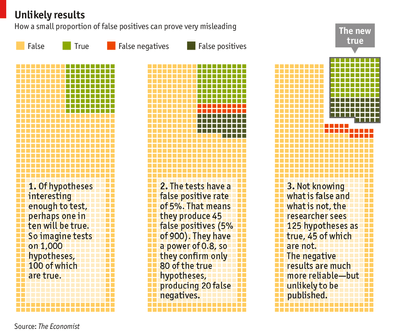 Unlikely results
How a small proportion of false positives can prove very misleading
False
True
False negatives
False positives
The new
true
1. Of hypotheses
interesting
enough to test,
perhaps one in
ten will be true.
So imagine tests
on 1,000
hypotheses,
100 of which
are true.
2. The tests have a
false positive rate
of 5%. That means
they produce 45
false positives (5%
of 900). They have
a power of 0.8, so
they confirm only
80 of the true
hypotheses,
producing 20 false
negatives.
3. Not knowing
what is false and
what is not, the
researcher sees
125 hypotheses as
true, 45 of which
are not.
The negative
results are much
more reliable—but
unlikely to be
published.
Source: The Economist